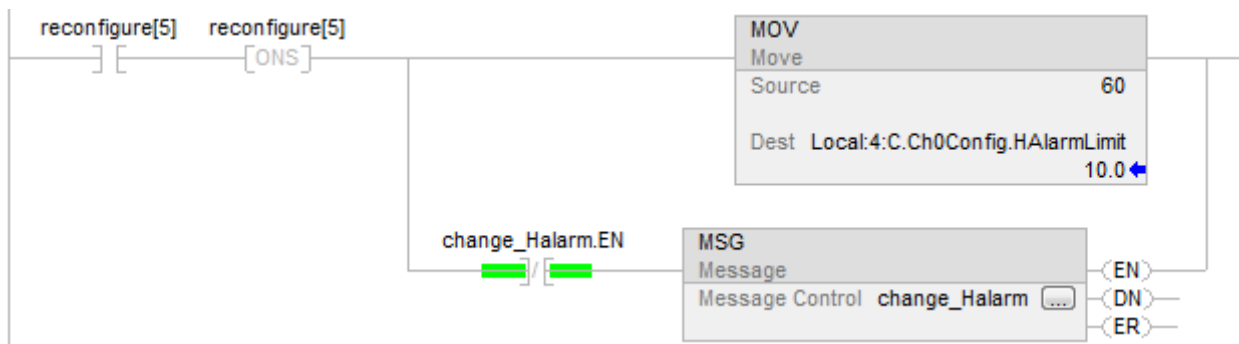 reconfigure[5] reconfigure[5]
ONS
MOV
Move
Source 60
Dest Local:4:C.Ch0Config.HAlarmLimit
10.0
change_Halarm.EN
MSG
Message
Message Control change_Halarm ...
EN
DN
ER